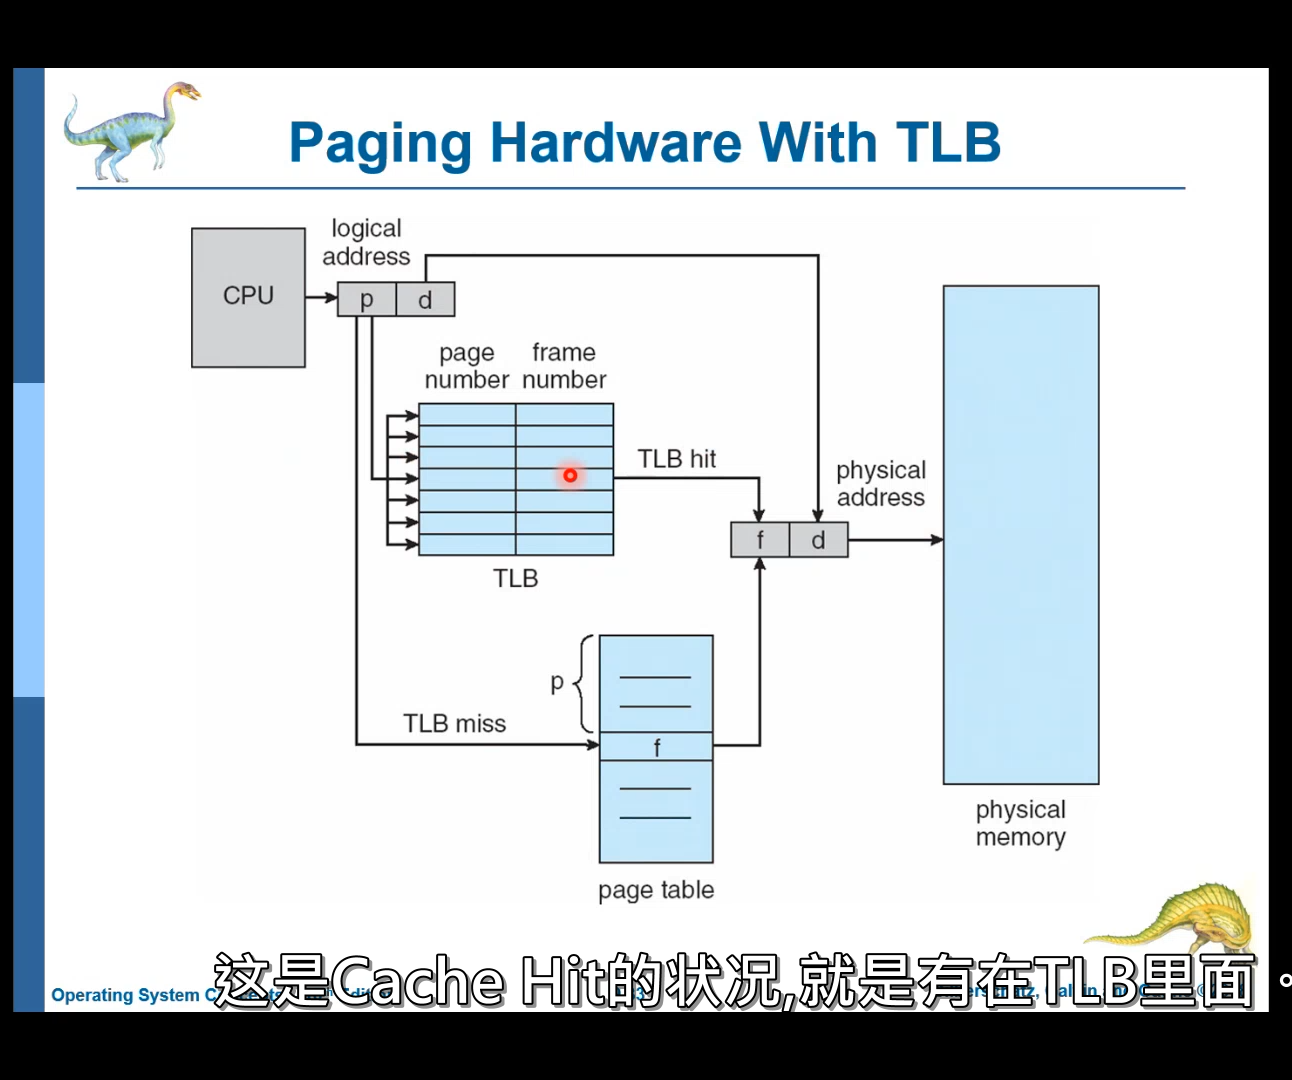 Paging Hardware With TLB
logical
address
CPU
p
d
page
number
frame
number
TLB hit
physical
address
f
d
TLB
p
TLB miss
f
page table
physical
memory
这是Cache Hit的状况,就是有在TLB里面。
Operating System